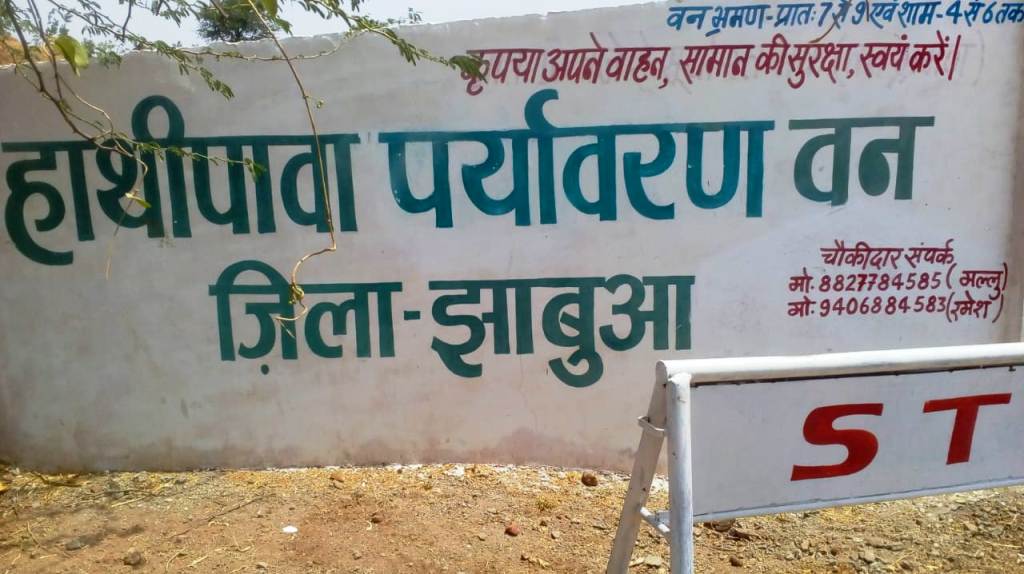 वन भ्रमण-प्रातः 7 से 9 एवं शाम-4 से 6 तक
कृपया अपने वाहन, सामान की सुरक्षा, स्वयं करें।
हाथीपावा पर्यावरण वन
ज़िला-झाबुआ
चौकीदार संपर्क
मो. 8827784585 (मल्लु)
मो: 9406884583 (रमेश)
ST